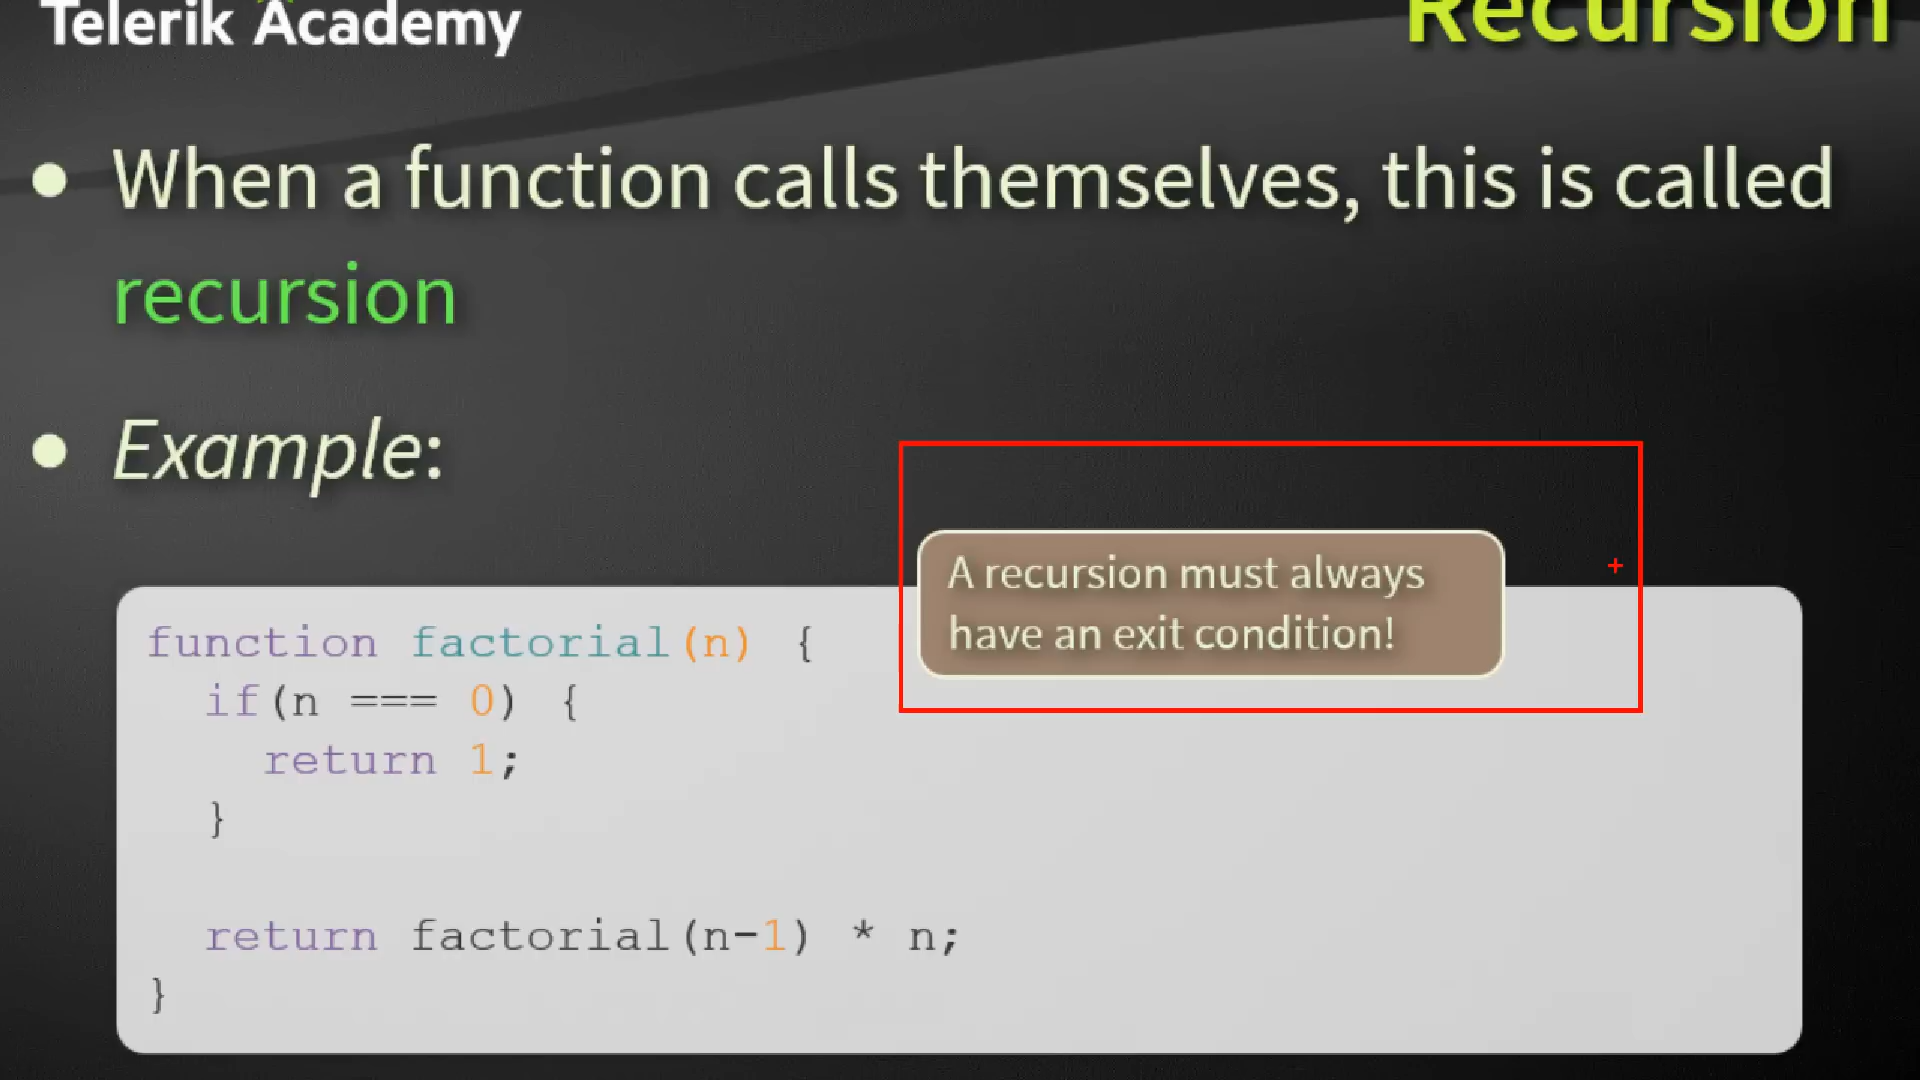 Telerik Academy
Recursion
• When a function calls themselves, this is called
recursion
• Example:
A recursion must always
have an exit condition!
function factorial(n) {
  if(n === 0) {
    return 1;
  }
  return factorial(n-1) * n;
}